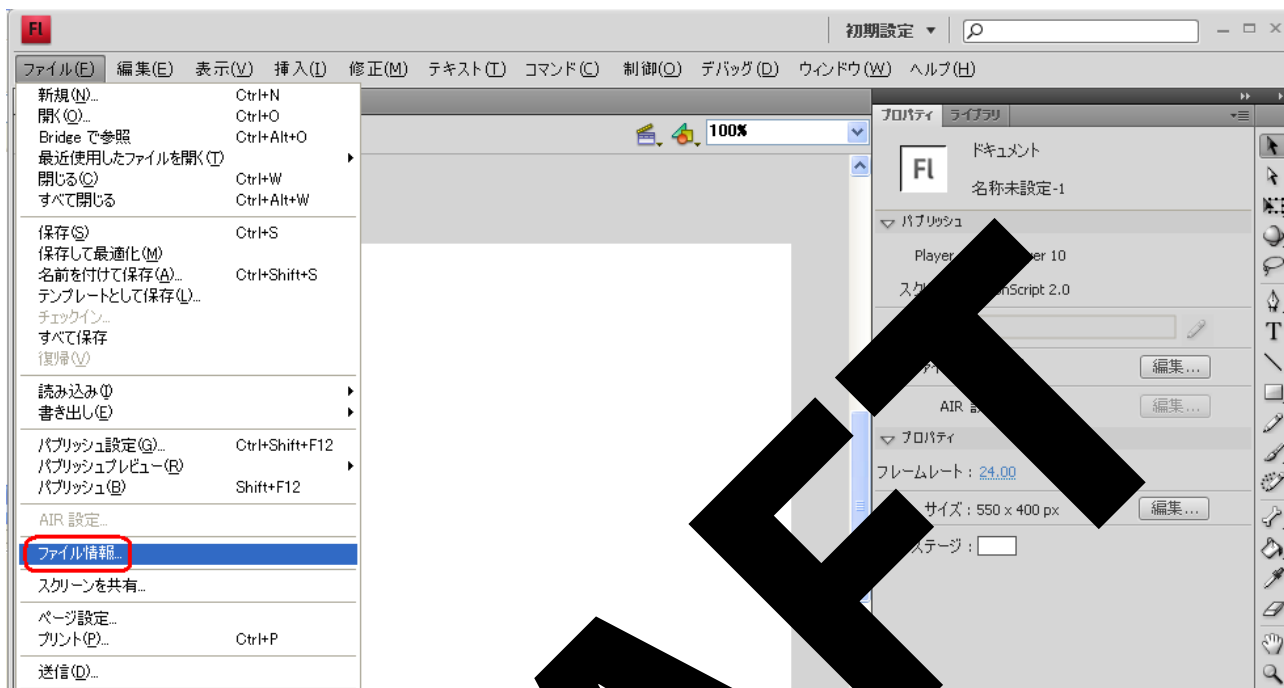 Fl 初期設定
ファイル(F) 編集(E) 表示(V) 挿入(I) 修正(M) テキスト(T) コマンド(C) 制御(O) デバッグ(D) ウィンドウ(W) ヘルプ(H)
新規(N)... Ctrl+N
開く(O)... Ctrl+O
Bridge で参照 Ctrl+Alt+O
最近使用したファイルを開く(T)
閉じる(C) Ctrl+W
すべて閉じる Ctrl+Alt+W
保存(S) Ctrl+S
保存して最適化(M)
名前を付けて保存(A)... Ctrl+Shift+S
テンプレートとして保存(L)...
チェックイン...
すべて保存
復帰(V)
読み込み(I)
書き出し(E)
パブリッシュ設定(G)... Ctrl+Shift+F12
パブリッシュプレビュー(R)
パブリッシュ(B) Shift+F12
AIR 設定...
ファイル情報...
スクリーンを共有...
ページ設定...
プリント(P)... Ctrl+P
送信(D)...
100%
プロパティ ライブラリ
Fl ドキュメント
名称未設定-1
パブリッシュ
Player er 10
Script 2.0
編集...
AIR 編集...
プロパティ
フレームレート : 24.00
サイズ : 550 x 400 px 編集...
ステージ :
T